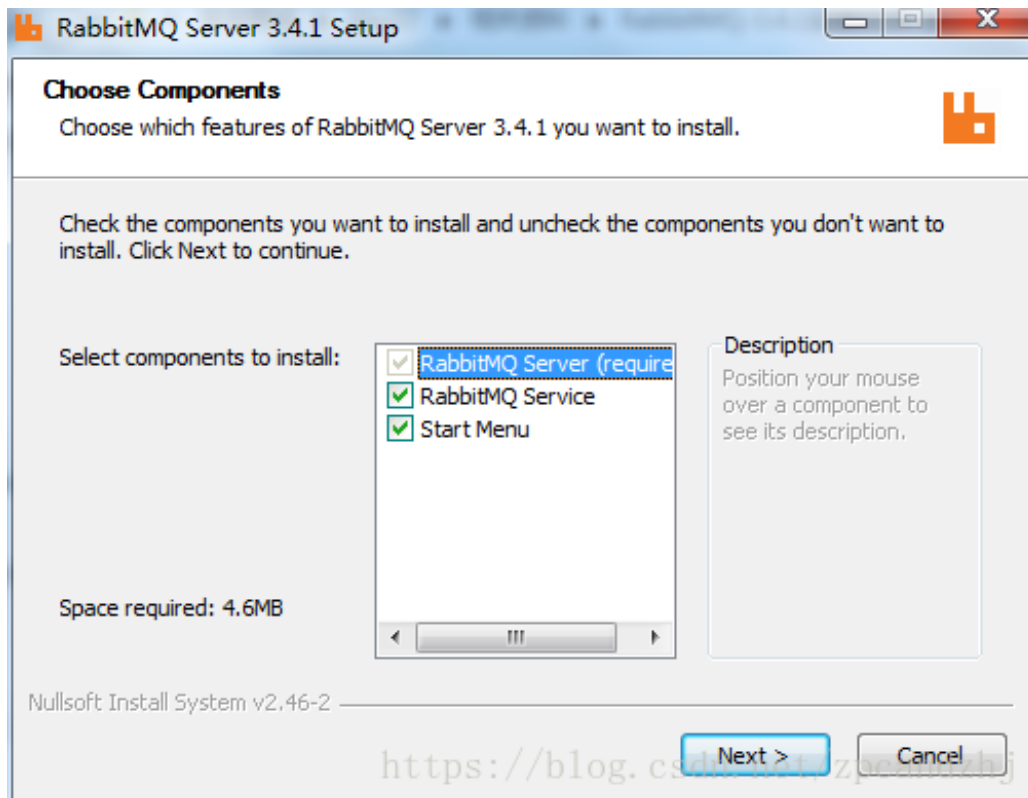 RabbitMQ Server 3.4.1 Setup
Choose Components
Choose which features of RabbitMQ Server 3.4.1 you want to install.
Check the components you want to install and uncheck the components you don't want to
install. Click Next to continue.
Select components to install:
RabbitMQ Server (require
RabbitMQ Service
Start Menu
Description
Position your mouse
over a component to
see its description.
Space required: 4.6MB
Nullsoft Install System v2.46-2
Next >
Cancel
https://blog.csdn.net/zpcandzhj